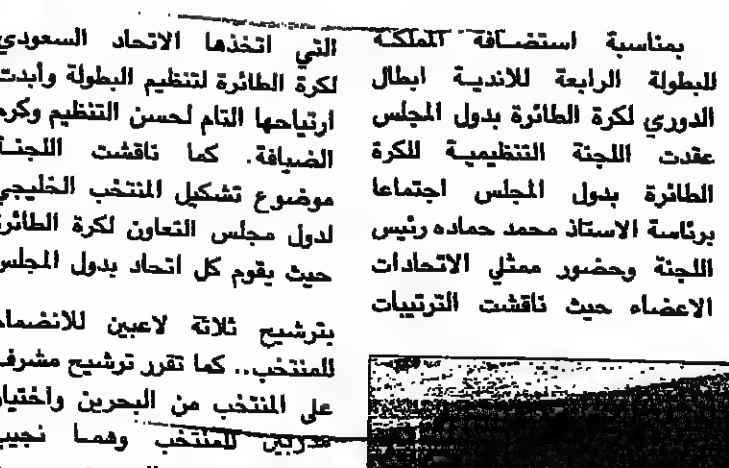 بمناسبة استضافة المملكة
للبطولة الرابعة للاندية ابطال
الدوري لكرة الطائرة بدول المجلس
عقدت اللجنة التنظيمية للكرة
الطائرة بدول المجلس اجتماعا
برئاسة الاستاذ محمد حماده رئيس
اللجنة وحضور ممثلي الاتحادات
الاعضاء حيث ناقشت الترتيبات
التي اتخذها الاتحاد السعودي
لكرة الطائرة لتنظيم البطولة وأبدت
ارتياحها التام لحسن التنظيم وكرم
الضيافة. كما ناقشت اللجنة
موضوع تشكيل المنتخب الخليجي
لدول مجلس التعاون لكرة الطائرة
حيث يقوم كل اتحاد بدول المجلس
بترشيح ثلاثة لاعبين للانضمام
للمنتخب.. كما تقرر ترشيح مشرف
على المنتخب من البحرين واختيار
مدربين للمنتخب وهما نجيب